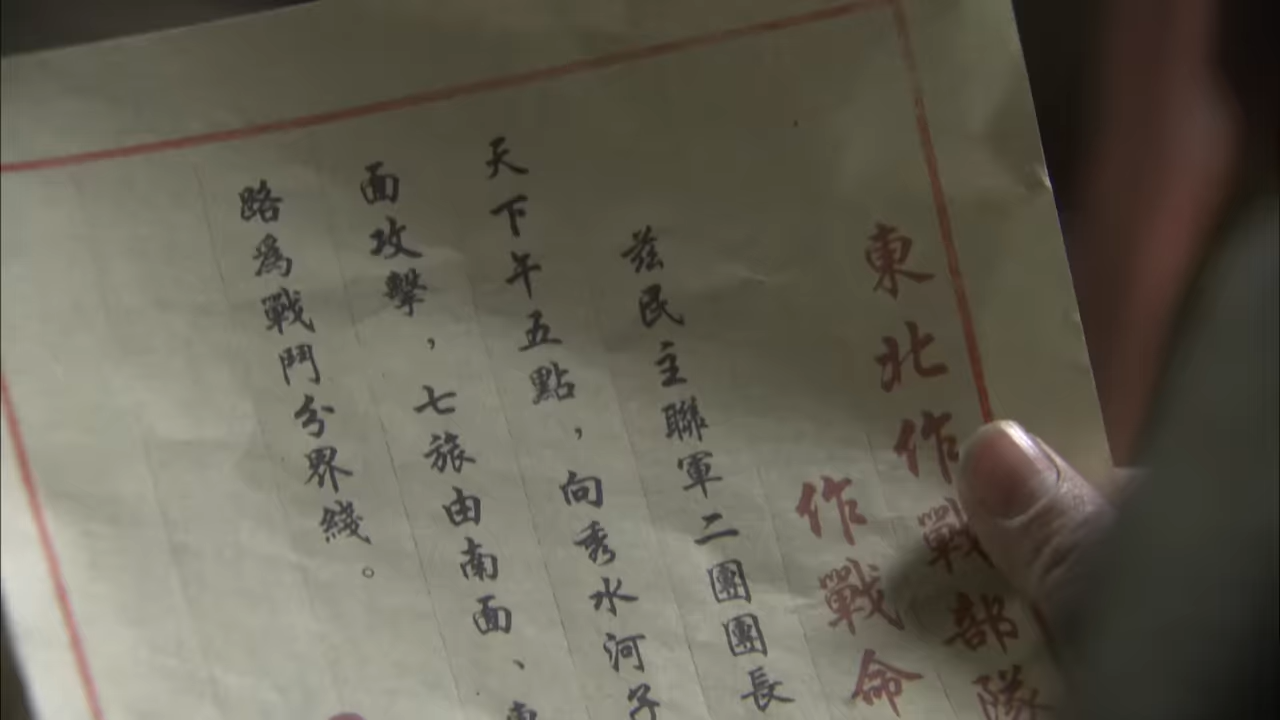 東北作戰部隊
作戰命
茲民主聯軍二團團長
天下午五點，向秀水河子
面攻擊，七旅由南面、
路爲戰鬥分界綫。